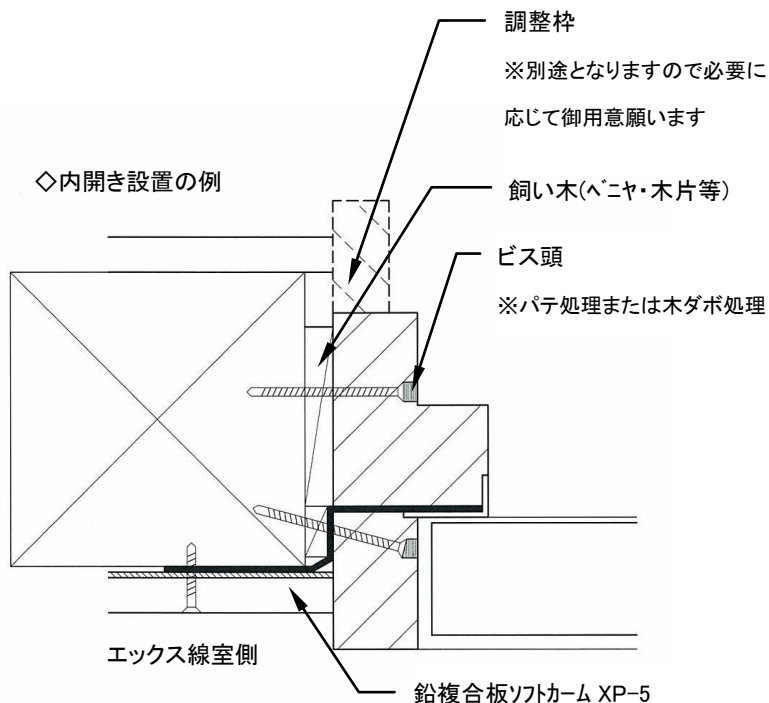 調整枠
※別途となりますので必要に
応じて御用意願います
◇内開き設置の例
飼い木(ベニヤ・木片等)
ビス頭
※パテ処理または木ダボ処理
エックス線室側
鉛複合板ソフトカーム XP-5